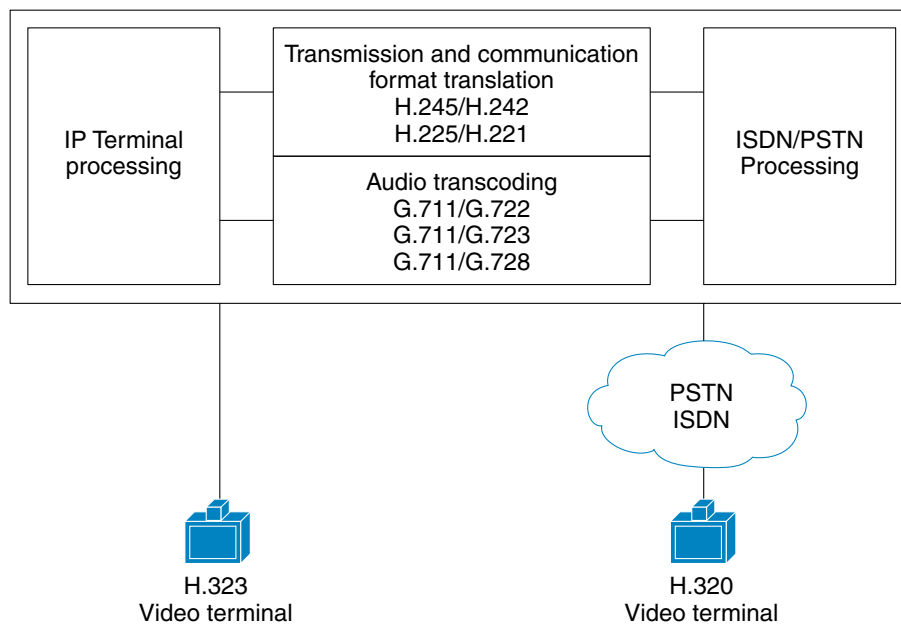 IP Terminal
processing
Transmission and communication
format translation
H.245/H.242
H.225/H.221
Audio transcoding
G.711/G.722
G.711/G.723
G.711/G.728
ISDN/PSTN
Processing
PSTN
ISDN
H.323
Video terminal
H.320
Video terminal